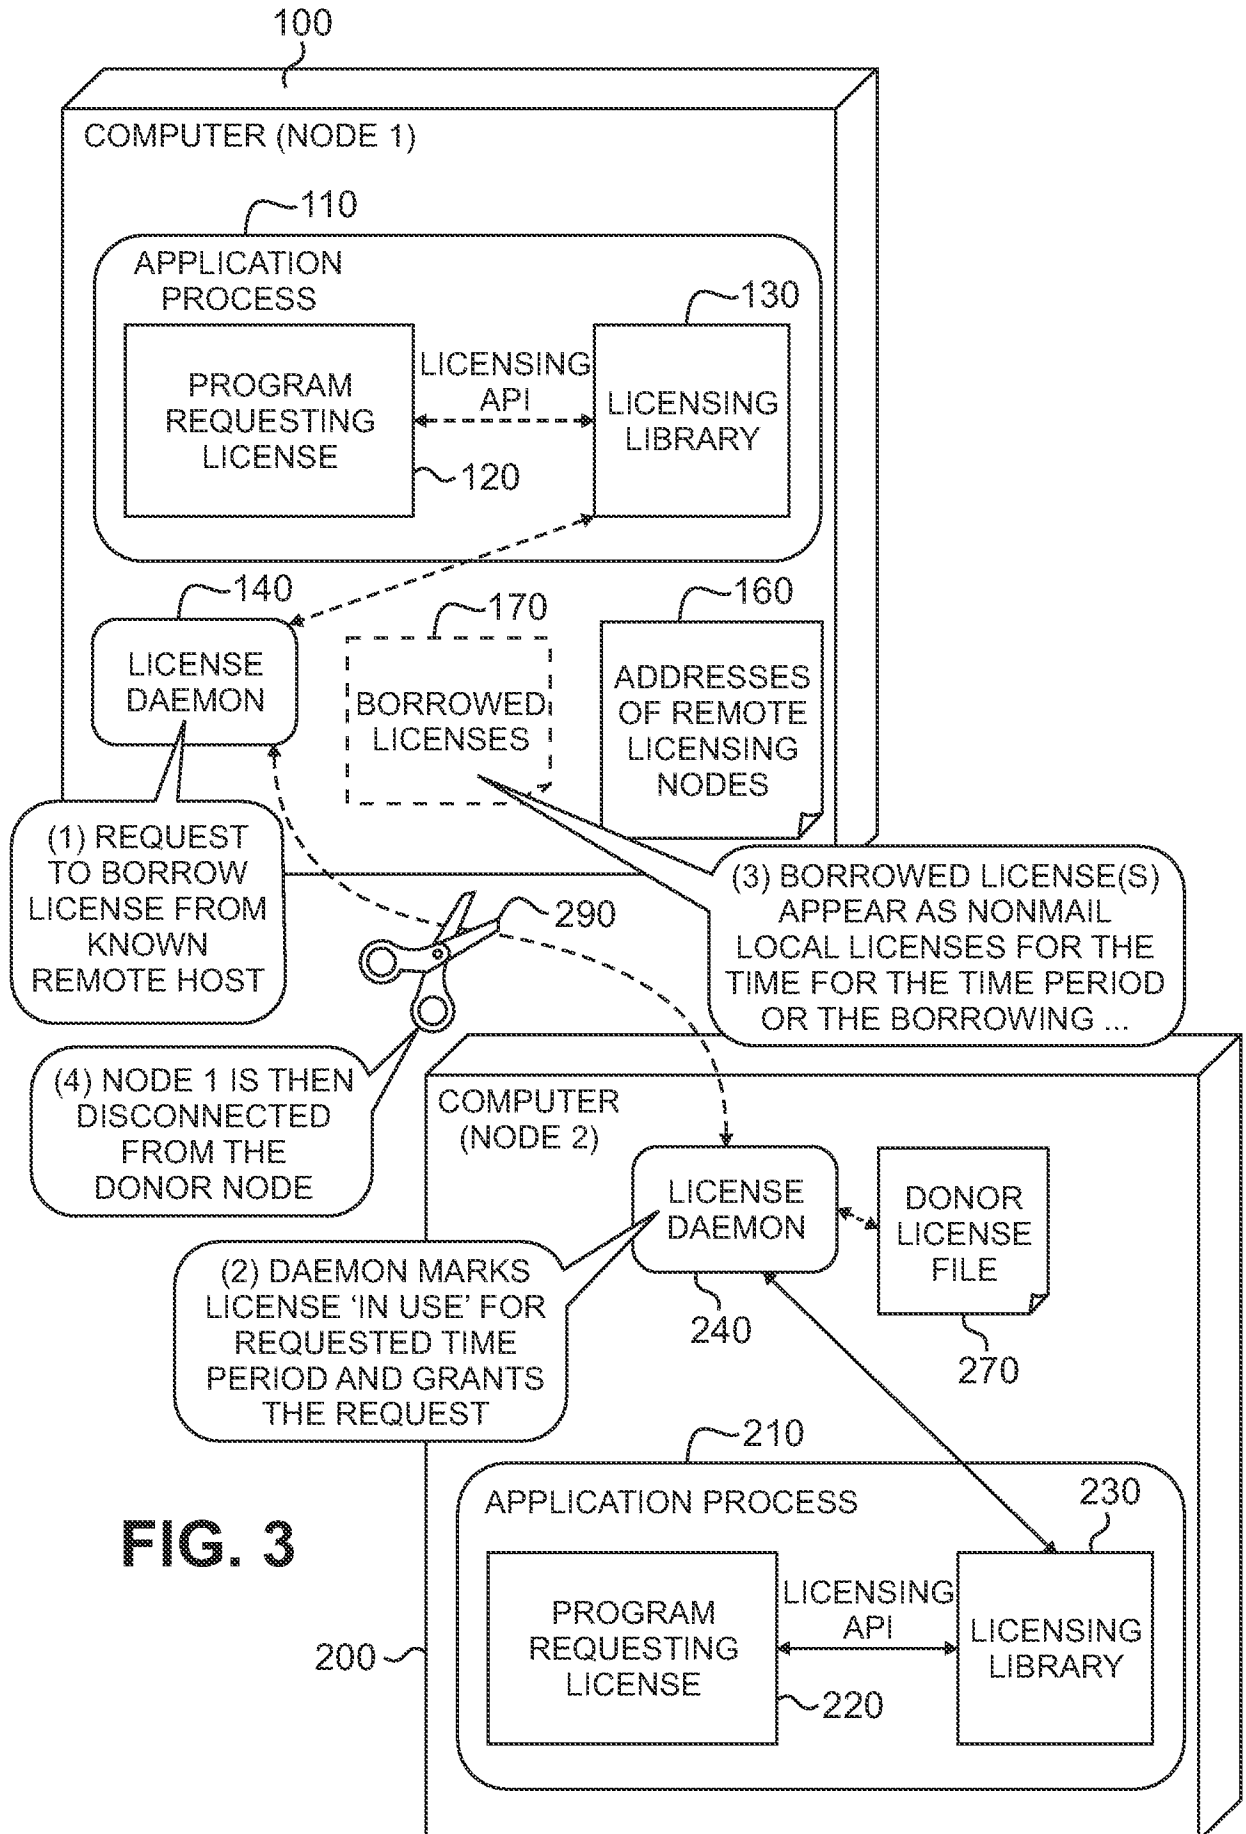 100
COMPUTER (NODE 1)
110
APPLICATION
PROCESS
130
PROGRAM
REQUESTING
LICENSE
LICENSING
API
LICENSING
LIBRARY
120
140
170
160
LICENSE
DAEMON
BORROWED
LICENSES
ADDRESSES
OF REMOTE
LICENSING
NODES
(1) REQUEST
TO BORROW
LICENSE FROM
KNOWN
REMOTE HOST
290
(3) BORROWED LICENSE(S)
APPEAR AS NONMAIL
LOCAL LICENSES FOR THE
TIME FOR THE TIME PERIOD
OR THE BORROWING ...
(4) NODE 1 IS THEN
DISCONNECTED
FROM THE
DONOR NODE
COMPUTER
(NODE 2)
LICENSE
DAEMON
DONOR
LICENSE
FILE
(2) DAEMON MARKS
LICENSE ‘IN USE’ FOR
REQUESTED TIME
PERIOD AND GRANTS
THE REQUEST
240
270
210
APPLICATION PROCESS
230
FIG. 3
PROGRAM
REQUESTING
LICENSE
LICENSING
API
LICENSING
LIBRARY
200
220